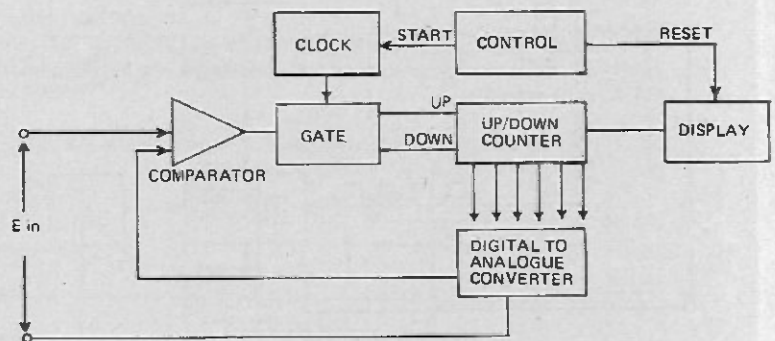 CLOCK
START
CONTROL
RESET
UP
GATE
DOWN
UP/DOWN
COUNTER
DISPLAY
COMPARATOR
E in
DIGITAL TO
ANALOGUE
CONVERTER